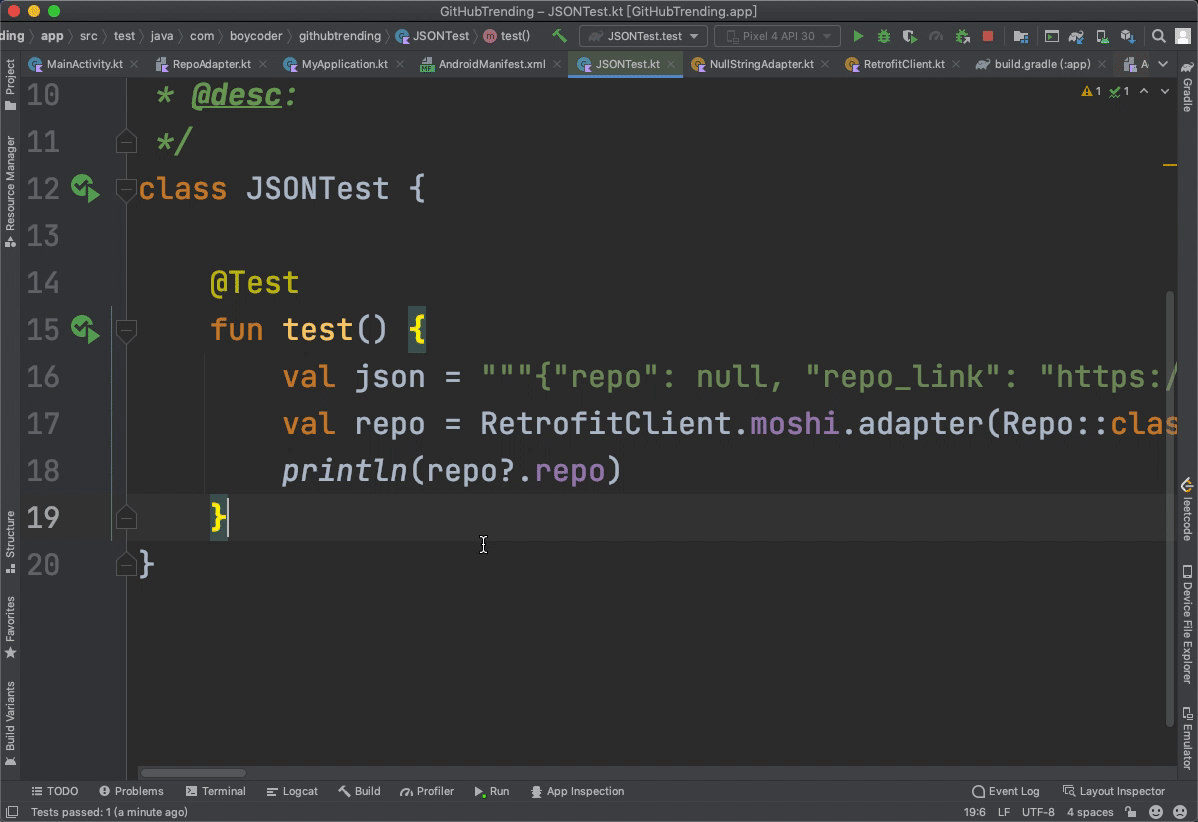 GitHubTrending – JSONTest.kt [GitHubTrending.app]
ding app src test java com boycoder githubtrending JSONTest test() JSONTest.test Pixel 4 API 30
MainActivity.kt RepoAdapter.kt MyApplication.kt AndroidManifest.xml JSONTest.kt NullStringAdapter.kt RetrofitClient.kt build.gradle (:app) A
Project
Resource Manager
Structure
Favorites
Build Variants
1 1
10 * @desc:
11 */
12 class JSONTest {
13
14 @Test
15 fun test() {
16 val json = """{"repo": null, "repo_link": "https:/
17 val repo = RetrofitClient.moshi.adapter(Repo::clas
18 println(repo?.repo)
19 }
20 }
Gradle
leetcode
Device File Explorer
Emulator
TODO Problems Terminal Logcat Build Profiler Run App Inspection Event Log Layout Inspector
Tests passed: 1 (a minute ago) 19:6 LF UTF-8 4 spaces